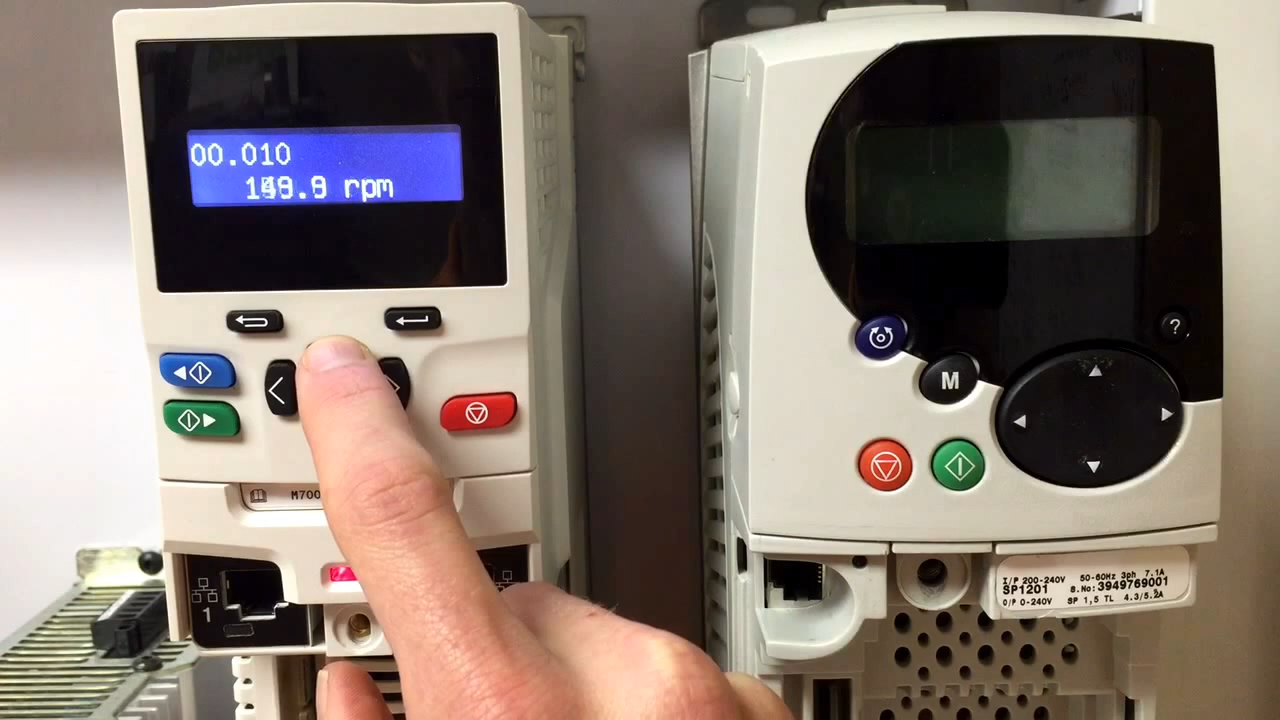 00.010
rpm
M700
1
?
M
I/P 200-240V 50-60Hz 3ph 7.1A
SP1201 S.No: 3949769001
O/P 0-240V SP 1,5 TL 4.3/5.2A